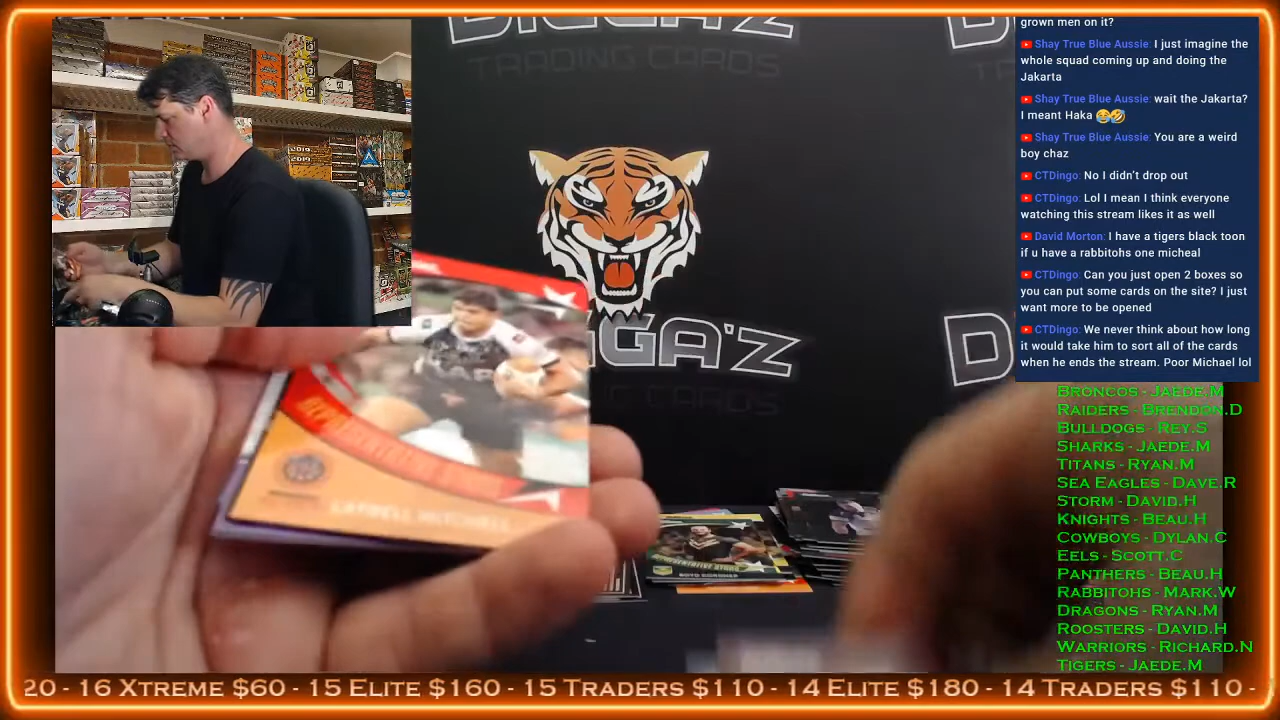 DIGGA'Z
TRADING CARDS
grown men on it?
Shay True Blue Aussie: I just imagine the
whole squad coming up and doing the
Jakarta
Shay True Blue Aussie: wait the Jakarta?
I meant Haka 😂🤣
Shay True Blue Aussie: You are a weird
boy chaz
CTDingo: No I didn't drop out
CTDingo: Lol I mean I think everyone
watching this stream likes it as well
David Morton: I have a tigers black toon
if u have a rabbitohs one micheal
CTDingo: Can you just open 2 boxes so
you can put some cards on the site? I just
want more to be opened
CTDingo: We never think about how long
it would take him to sort all of the cards
when he ends the stream. Poor Michael lol
2019
2019
GA'Z
D
Broncos - Jaede.M
Raiders - Brendon.D
Bulldogs - Rey.S
Sharks - Jaede.M
Titans - Ryan.M
Sea Eagles - Dave.R
Storm - David.H
Knights - Beau.H
Cowboys - Dylan.C
Eels - Scott.C
Panthers - Beau.H
Rabbitohs - Mark.W
Dragons - Ryan.M
Roosters - David.H
Warriors - Richard.N
Tigers - Jaede.M
20 - 16 Xtreme $60 - 15 Elite $160 - 15 Traders $110 - 14 Elite $180 - 14 Traders $110 -